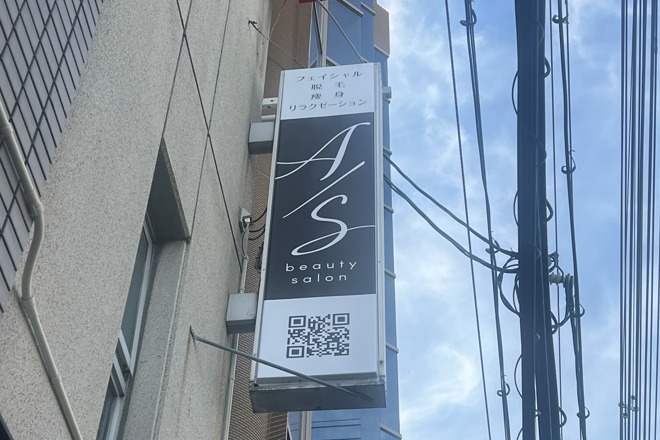 フェイシャル
脱毛
痩身
リラクゼーション
A/S
beauty
salon